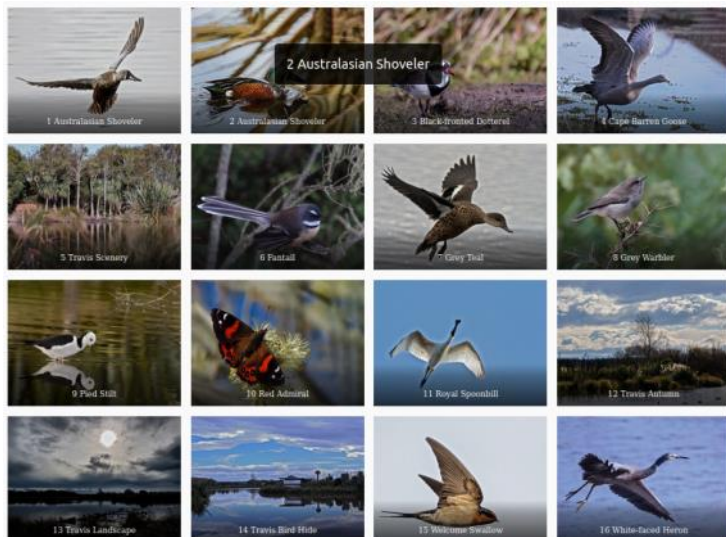 1 Australasian Shoveler
2 Australasian Shoveler
2 Australasian Shoveler
3 Black-fronted Dotterel
4 Cape Barren Goose
5 Travis Scenery
6 Fantail
7 Grey Teal
8 Grey Warbler
9 Pied Stilt
10 Red Admiral
11 Royal Spoonbill
12 Travis Autumn
13 Travis Landscape
14 Travis Bird Hide
15 Welcome Swallow
16 White-faced Heron